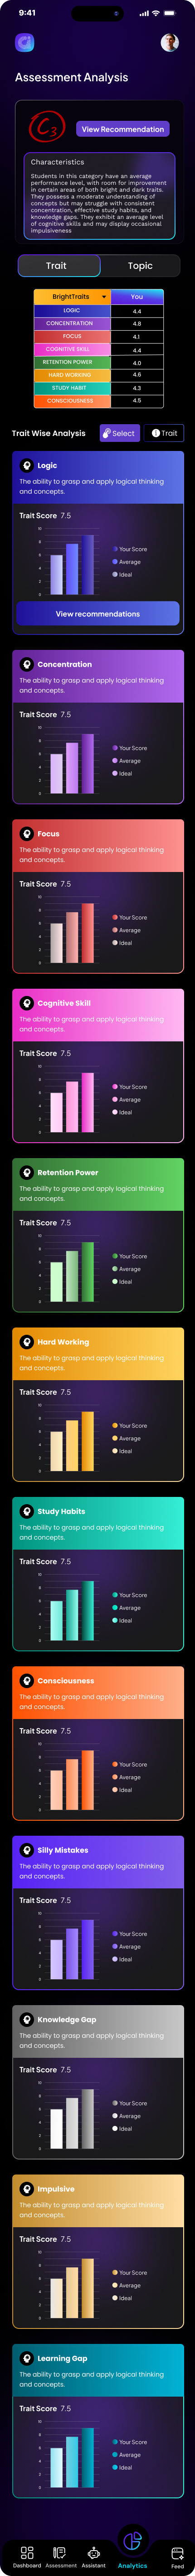 9:41
Assessment Analysis
C3
View Recommendation
Characteristics
Students in this category have an average
performance level, with room for improvement
in certain areas of both bright and dark traits.
They possess a moderate understanding of
concepts but may struggle with consistent
concentration, effective study habits, and
knowledge gaps. They exhibit an average level
of cognitive skills and may display occasional
impulsiveness
Trait Topic
BrightTraits You
LOGIC 4.4
CONCENTRATION 4.8
FOCUS 4.1
COGNITIVE SKILL 4.4
RETENTION POWER 4.0
HARD WORKING 4.6
STUDY HABIT 4.3
CONSCIOUSNESS 4.5
Trait Wise Analysis Select Trait
Logic
The ability to grasp and apply logical thinking
and concepts.
Trait Score 7.5
10
8
6
4
2
0
Your Score
Average
Ideal
View recommendations
Concentration
The ability to grasp and apply logical thinking
and concepts.
Trait Score 7.5
10
8
6
4
2
0
Your Score
Average
Ideal
Focus
The ability to grasp and apply logical thinking
and concepts.
Trait Score 7.5
10
8
6
4
2
0
Your Score
Average
Ideal
Cognitive Skill
The ability to grasp and apply logical thinking
and concepts.
Trait Score 7.5
10
8
6
4
2
0
Your Score
Average
Ideal
Retention Power
The ability to grasp and apply logical thinking
and concepts.
Trait Score 7.5
10
8
6
4
2
0
Your Score
Average
Ideal
Hard Working
The ability to grasp and apply logical thinking
and concepts.
Trait Score 7.5
10
8
6
4
2
0
Your Score
Average
Ideal
Study Habits
The ability to grasp and apply logical thinking
and concepts.
Trait Score 7.5
10
8
6
4
2
0
Your Score
Average
Ideal
Consciousness
The ability to grasp and apply logical thinking
and concepts.
Trait Score 7.5
10
8
6
4
2
0
Your Score
Average
Ideal
Silly Mistakes
The ability to grasp and apply logical thinking
and concepts.
Trait Score 7.5
10
8
6
4
2
0
Your Score
Average
Ideal
Knowledge Gap
The ability to grasp and apply logical thinking
and concepts.
Trait Score 7.5
10
8
6
4
2
0
Your Score
Average
Ideal
Impulsive
The ability to grasp and apply logical thinking
and concepts.
Trait Score 7.5
10
8
6
4
2
0
Your Score
Average
Ideal
Learning Gap
The ability to grasp and apply logical thinking
and concepts.
Trait Score 7.5
10
8
6
4
2
0
Your Score
Average
Ideal
Dashboard Assessment Assistant Analytics Feed